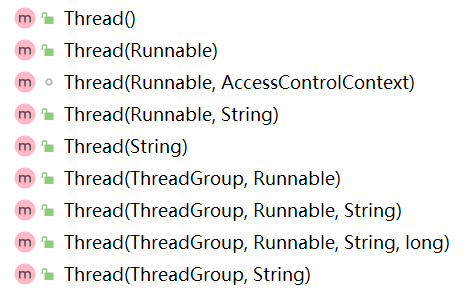 m Thread()
m Thread(Runnable)
m Thread(Runnable, AccessControlContext)
m Thread(Runnable, String)
m Thread(String)
m Thread(ThreadGroup, Runnable)
m Thread(ThreadGroup, Runnable, String)
m Thread(ThreadGroup, Runnable, String, long)
m Thread(ThreadGroup, String)